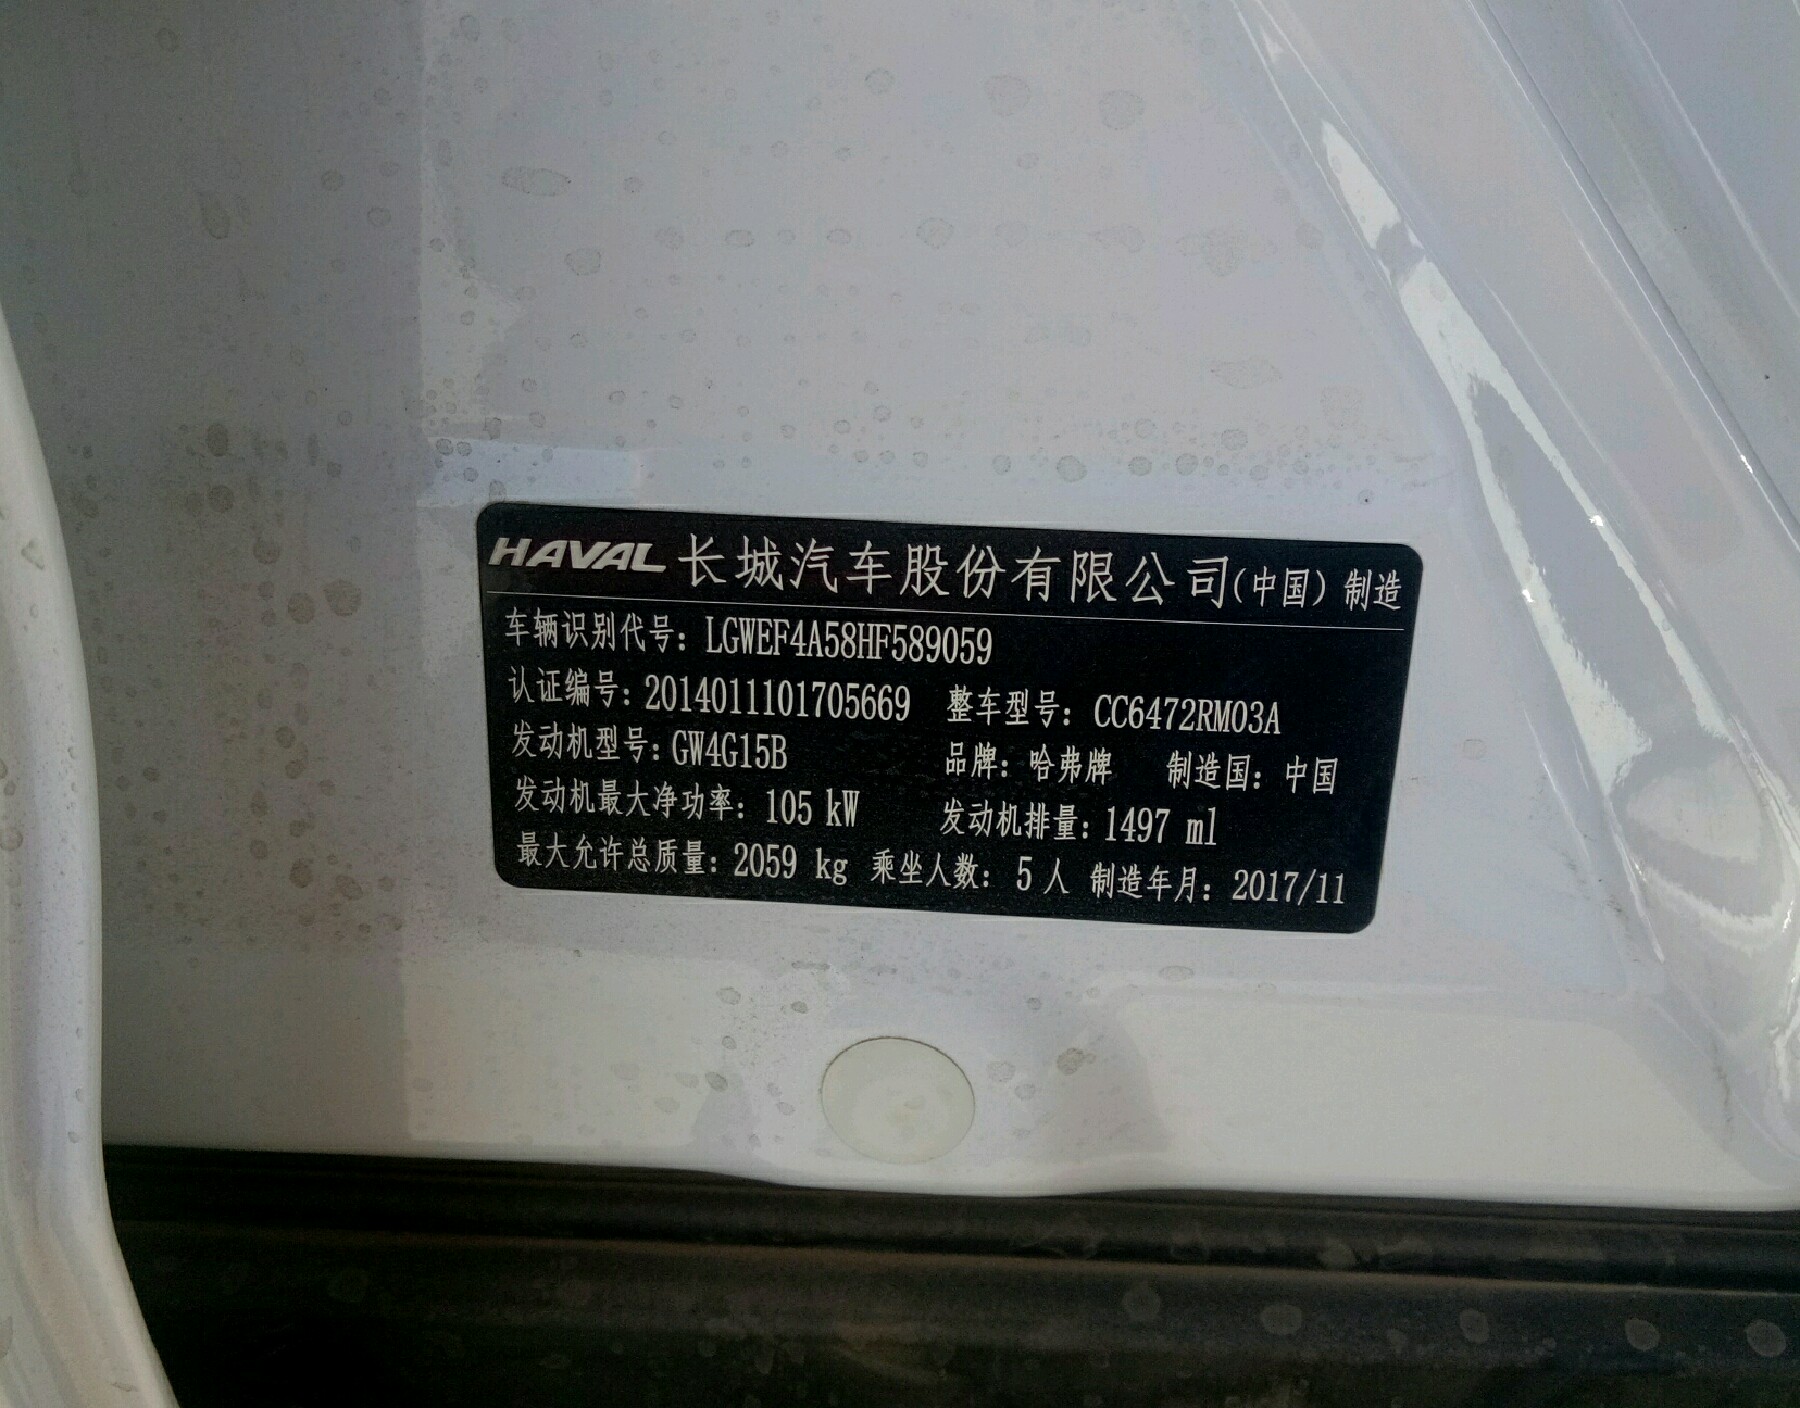 HAVAL 长城汽车股份有限公司(中国) 制造
车辆识别代号: LGWEF4A58HF589059
认证编号: 2014011101705669 整车型号: CC6472RM03A
发动机型号: GW4G15B 品牌: 哈弗牌 制造国: 中国
发动机最大净功率: 105 kW 发动机排量: 1497 ml
最大允许总质量: 2059 kg 乘坐人数: 5 人 制造年月: 2017/11